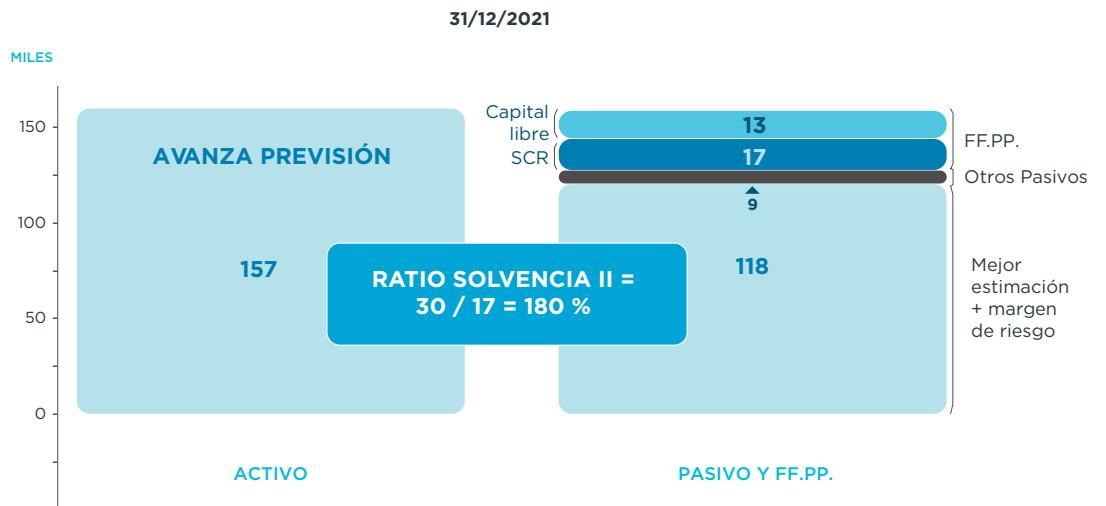 31/12/2021
MILES
150
100
50
0
AVANZA PREVISIÓN
157
RATIO SOLVENCIA II =
30 / 17 = 180 %
Capital
libre
SCR
13
17
9
118
FF.PP.
Otros Pasivos
Mejor
estimación
+ margen
de riesgo
ACTIVO
PASIVO Y FF.PP.